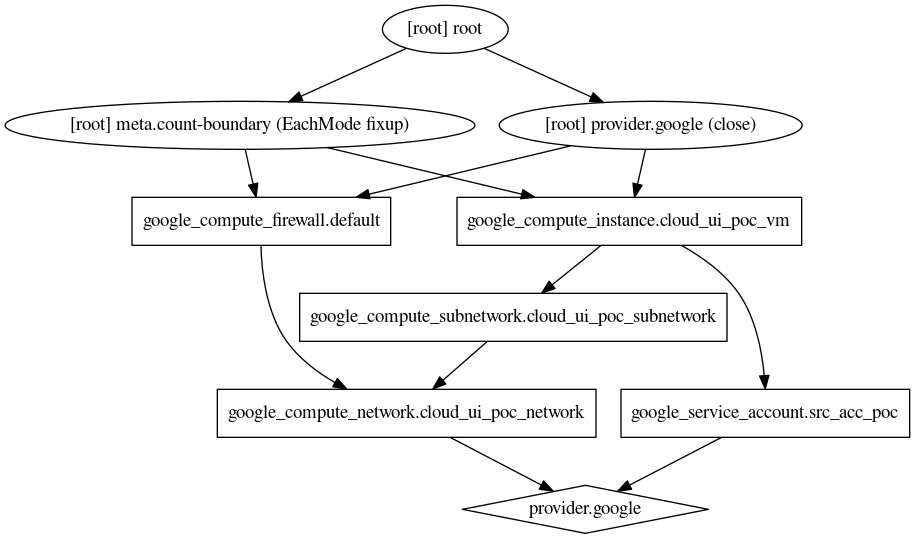 [root] root
[root] meta.count-boundary (EachMode fixup)
[root] provider.google (close)
google_compute_firewall.default
google_compute_instance.cloud_ui_poc_vm
google_compute_subnetwork.cloud_ui_poc_subnetwork
google_compute_network.cloud_ui_poc_network
google_service_account.src_acc_poc
provider.google